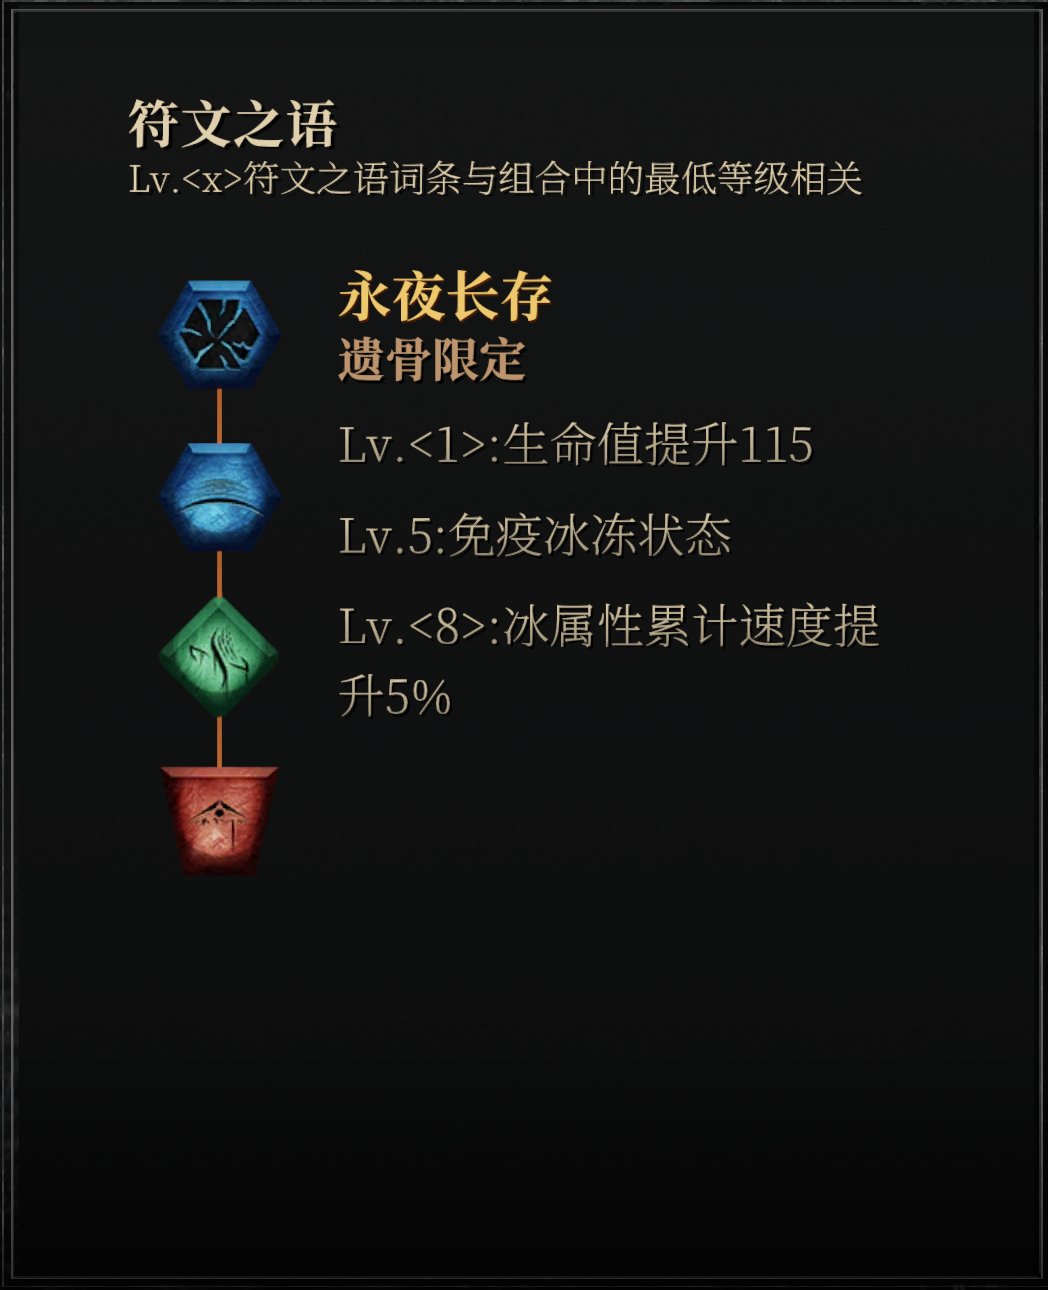 符文之语
Lv.<x>符文之语词条与组合中的最低等级相关
永夜长存
遗骨限定
Lv.<1>:生命值提升115
Lv.5:免疫冰冻状态
Lv.<8>:冰属性累计速度提
升5%